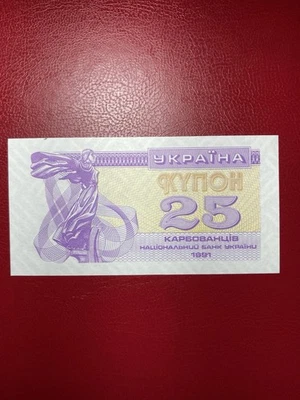 УКРАЇНА
КУПОН
25
КАРБОВАНЦІВ
НАЦІОНАЛЬНИЙ БАНК УКРАЇНИ
1991